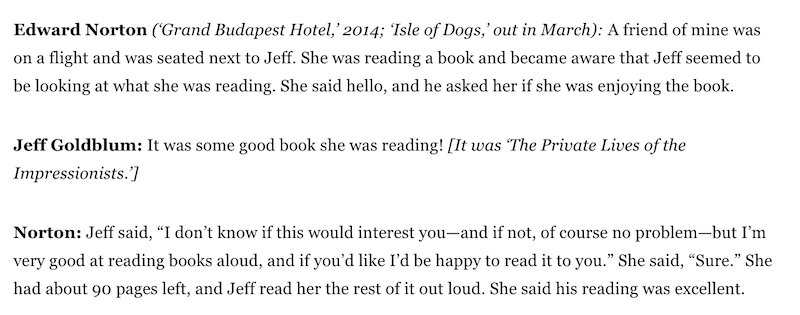 Edward Norton (‘Grand Budapest Hotel,’ 2014; ‘Isle of Dogs,’ out in March): A friend of mine was
on a flight and was seated next to Jeff. She was reading a book and became aware that Jeff seemed to
be looking at what she was reading. She said hello, and he asked her if she was enjoying the book.
Jeff Goldblum: It was some good book she was reading! [It was ‘The Private Lives of the
Impressionists.’]
Norton: Jeff said, “I don’t know if this would interest you—and if not, of course no problem—but I’m
very good at reading books aloud, and if you’d like I’d be happy to read it to you.” She said, “Sure.” She
had about 90 pages left, and Jeff read her the rest of it out loud. She said his reading was excellent.